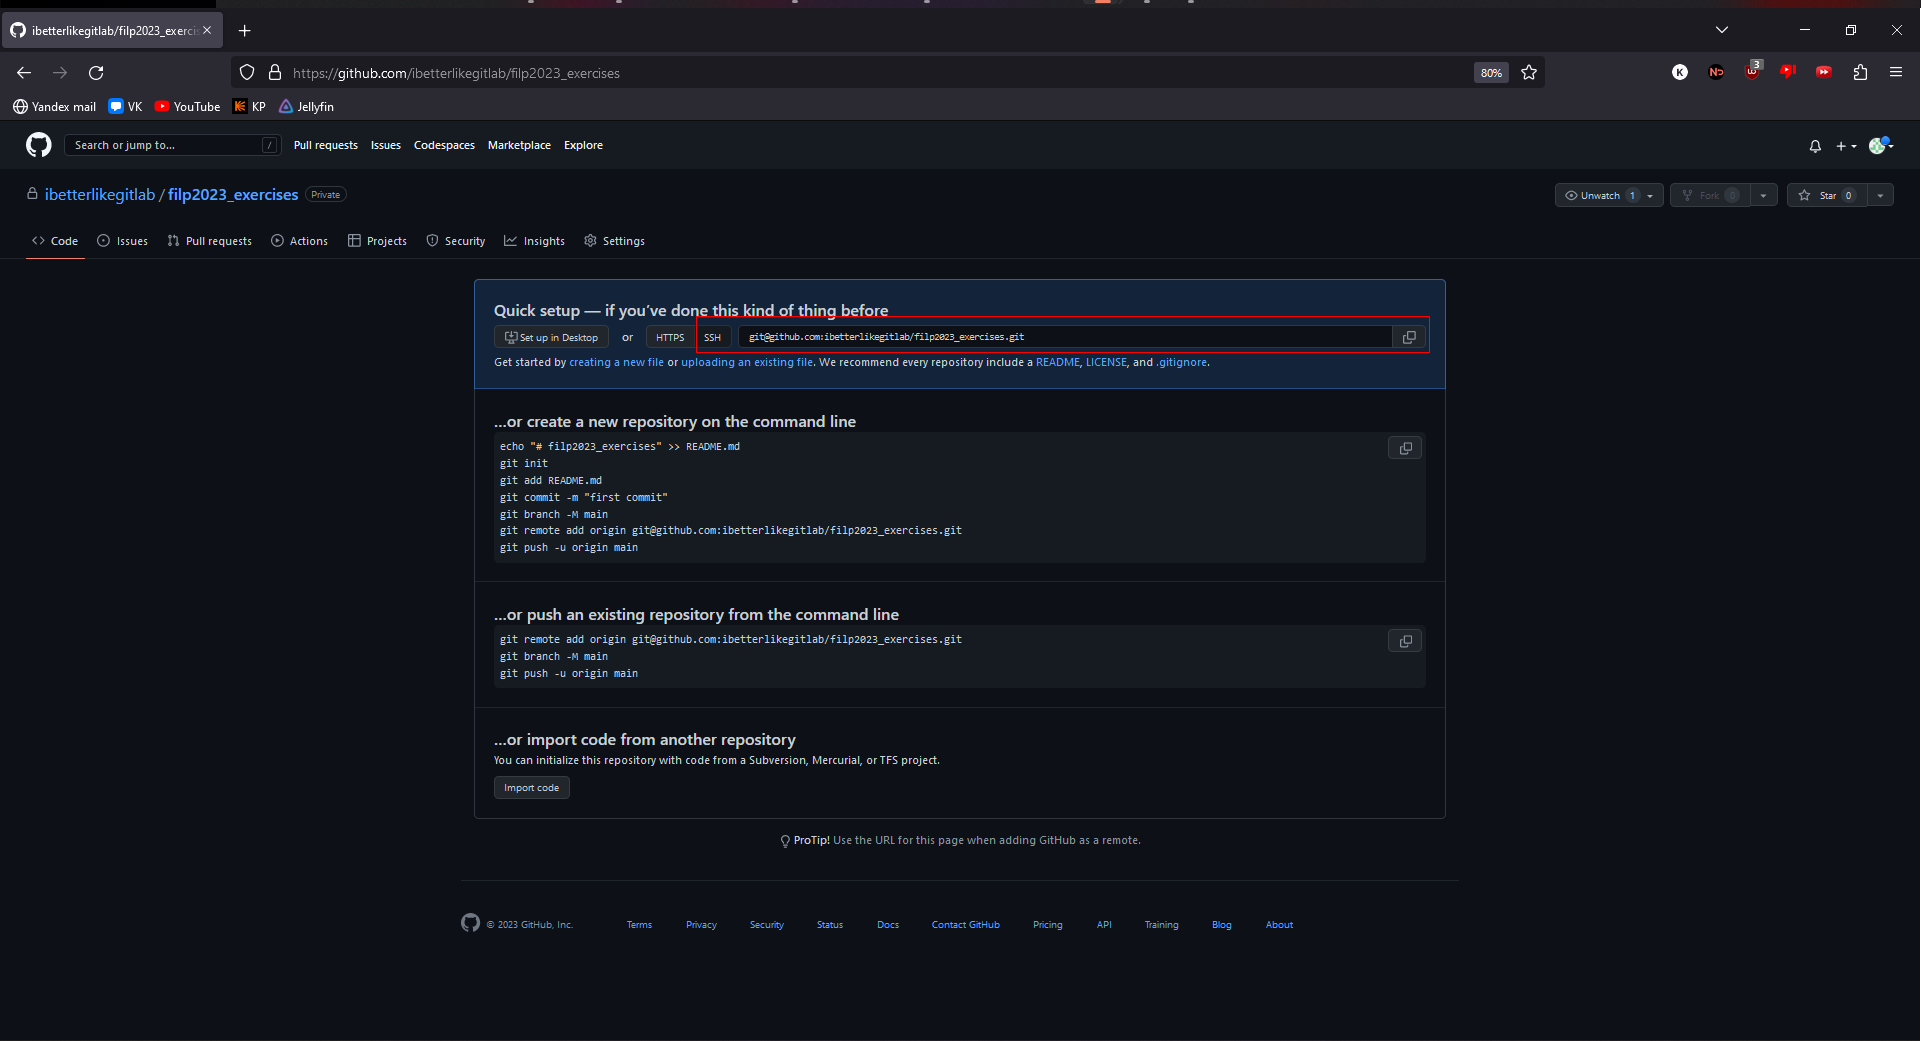 ibetterlikegitlab/filp2023_exercis
https://github.com/ibetterlikegitlab/filp2023_exercises
80%
K
ND
3
Yandex mail
VK
YouTube
KP
Jellyfin
Search or jump to...
/
Pull requests
Issues
Codespaces
Marketplace
Explore
ibetterlikegitlab / filp2023_exercises
Private
Unwatch 1
Fork 0
Star 0
Code
Issues
Pull requests
Actions
Projects
Security
Insights
Settings
Quick setup — if you’ve done this kind of thing before
Set up in Desktop
or
HTTPS
SSH
git@github.com:ibetterlikegitlab/filp2023_exercises.git
Get started by creating a new file or uploading an existing file. We recommend every repository include a README, LICENSE, and .gitignore.
…or create a new repository on the command line
echo "# filp2023_exercises" >> README.md
git init
git add README.md
git commit -m "first commit"
git branch -M main
git remote add origin git@github.com:ibetterlikegitlab/filp2023_exercises.git
git push -u origin main
…or push an existing repository from the command line
git remote add origin git@github.com:ibetterlikegitlab/filp2023_exercises.git
git branch -M main
git push -u origin main
…or import code from another repository
You can initialize this repository with code from a Subversion, Mercurial, or TFS project.
Import code
ProTip! Use the URL for this page when adding GitHub as a remote.
© 2023 GitHub, Inc.
Terms
Privacy
Security
Status
Docs
Contact GitHub
Pricing
API
Training
Blog
About